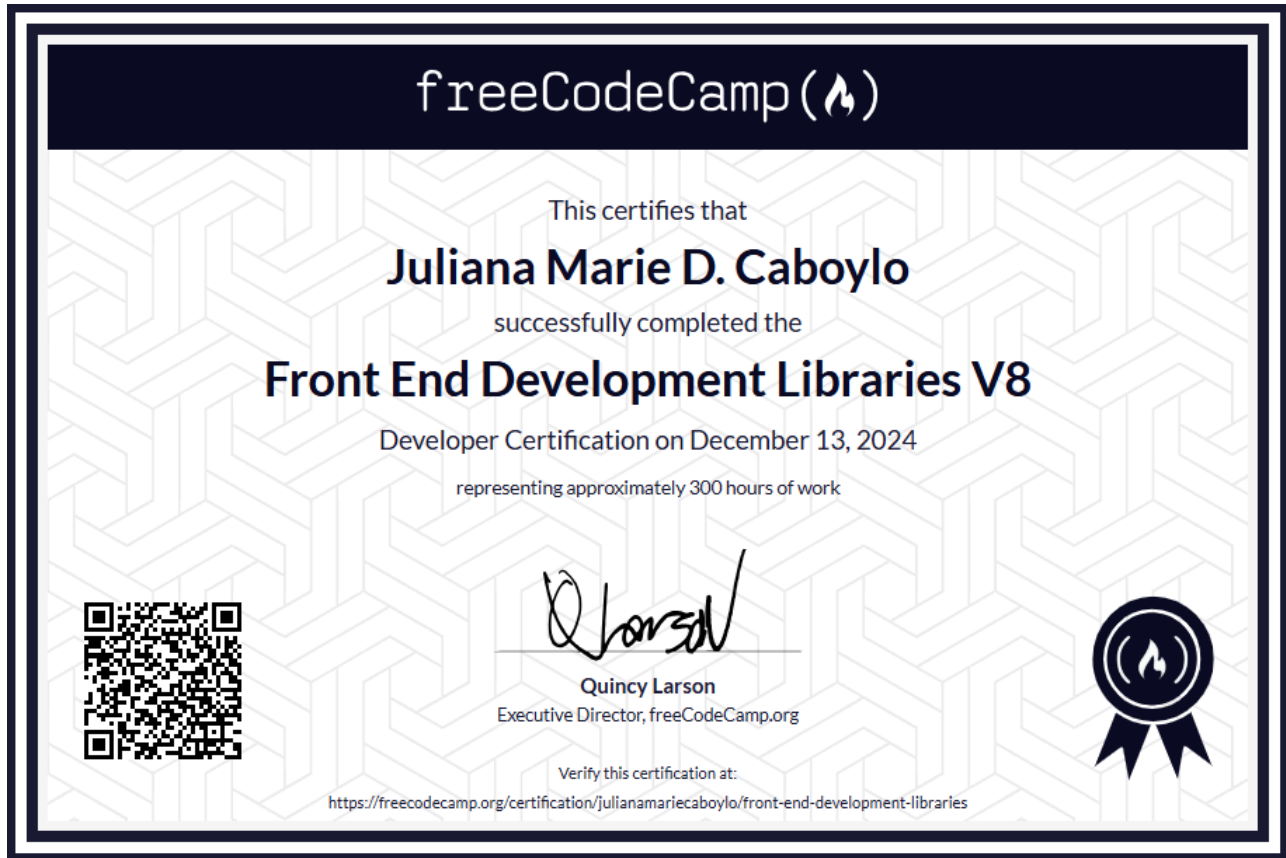 freeCodeCamp
This certifies that
Juliana Marie D. Caboylo
successfully completed the
Front End Development Libraries V8
Developer Certification on December 13, 2024
representing approximately 300 hours of work
Quincy Larson
Executive Director, freeCodeCamp.org
Verify this certification at:
https://freecodecamp.org/certification/julianamariecaboylo/front-end-development-libraries